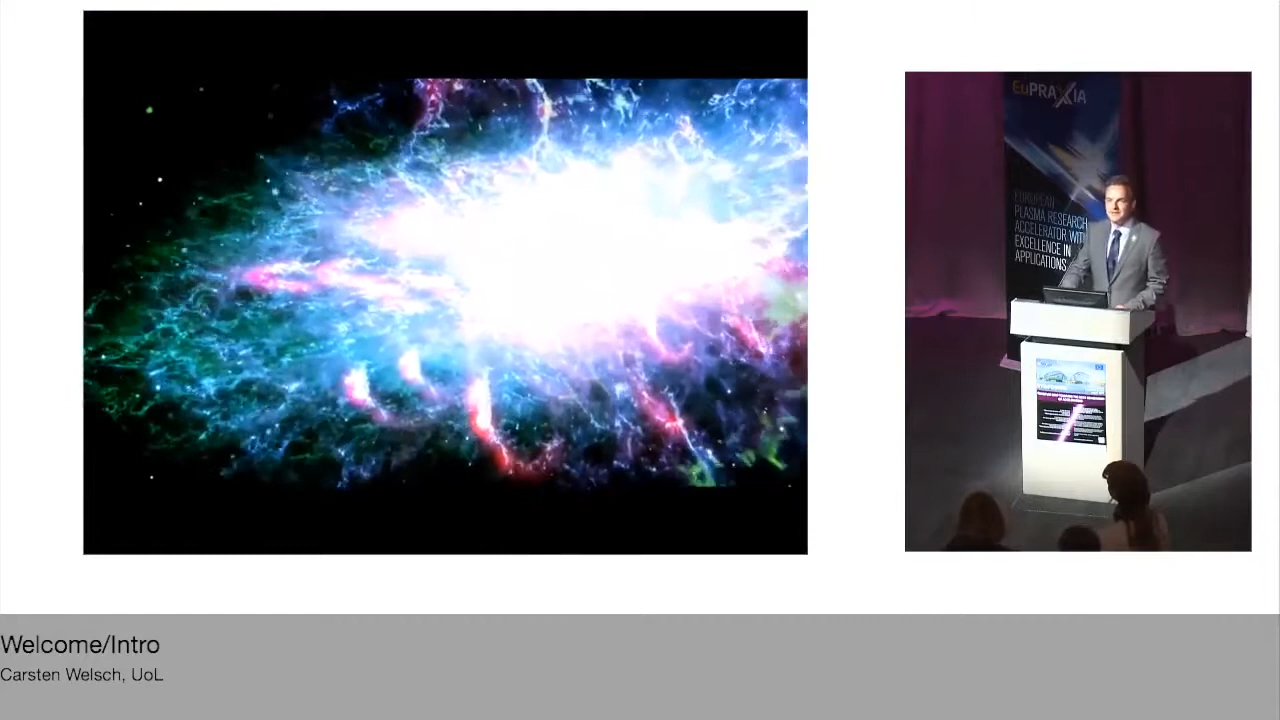 EuPRAXIA
EUROPEAN
PLASMA RESEARCH
ACCELERATOR WITH
EXCELLENCE IN
APPLICATIONS
Welcome/Intro
Carsten Welsch, UoL